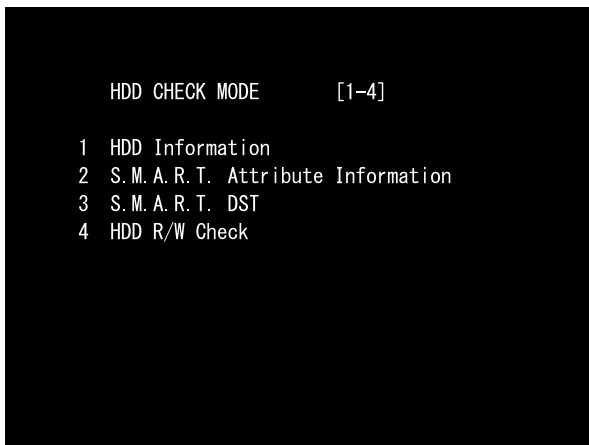 HDD CHECK MODE [1-4]
1 HDD Information
2 S.M.A.R.T. Attribute Information
3 S.M.A.R.T. DST
4 HDD R/W Check